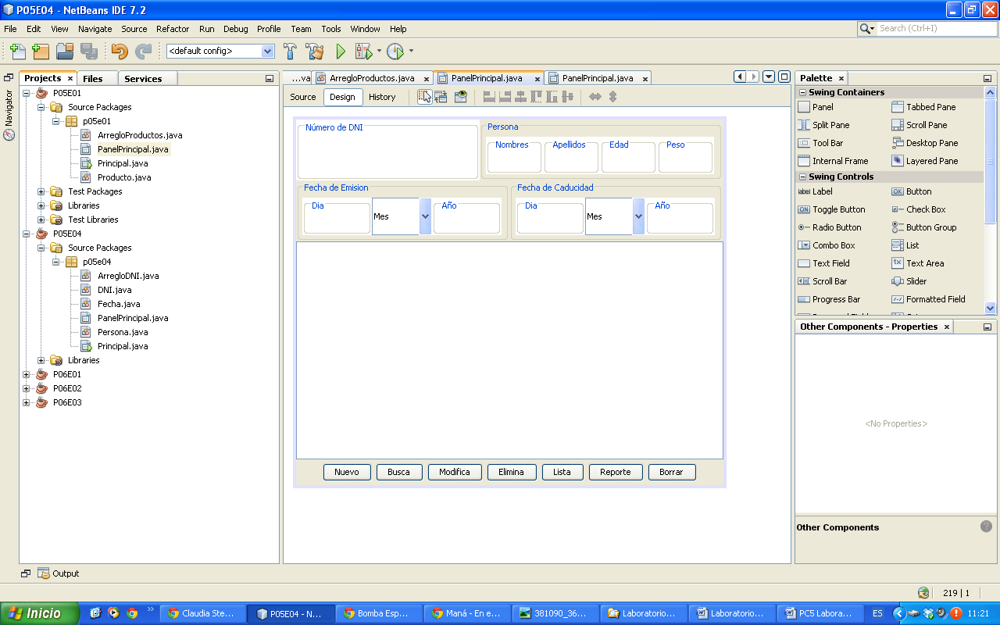 P05E04 - NetBeans IDE 7.2
File Edit View Navigate Source Refactor Run Debug Profile Team Tools Window Help
Search (Ctrl+I)
<default config>
Projects Files Services
Navigator
P05E01
Source Packages
p05e01
ArregloProductos.java
PanelPrincipal.java
Principal.java
Producto.java
Test Packages
Libraries
Test Libraries
P05E04
Source Packages
p05e04
ArregloDNI.java
DNI.java
Fecha.java
PanelPrincipal.java
Persona.java
Principal.java
Libraries
P06E01
P06E02
P06E03
...va ArregloProductos.java PanelPrincipal.java PanelPrincipal.java
Source Design History
Número de DNI
Persona
Nombres Apellidos Edad Peso
Fecha de Emision
Dia Mes Año
Fecha de Caducidad
Dia Mes Año
Nuevo Busca Modifica Elimina Lista Reporte Borrar
Palette
Swing Containers
Panel Tabbed Pane
Split Pane Scroll Pane
Tool Bar Desktop Pane
Internal Frame Layered Pane
Swing Controls
Label Button
Toggle Button Check Box
Radio Button Button Group
Combo Box List
Text Field Text Area
Scroll Bar Slider
Progress Bar Formatted Field
Other Components - Properties
<No Properties>
Other Components
Output
219 | 1
Inicio
Claudia Ste...
P05E04 - N...
Bomba Esp...
Maná - En e...
381090_36...
Laboratorio...
Laboratorio...
PC5 Labora...
ES
11:21